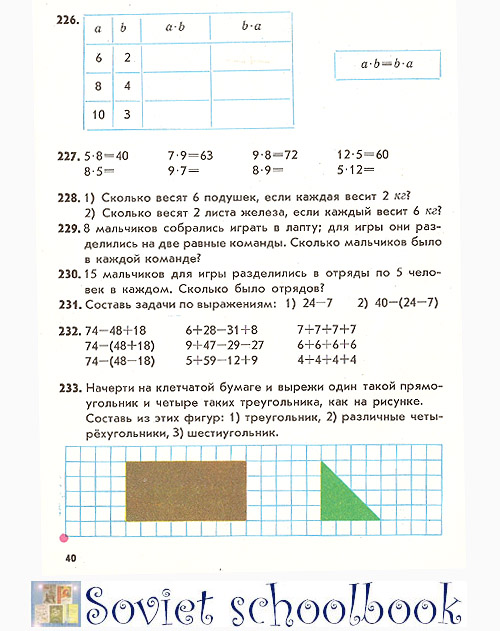 226.
a b a·b b·a
6 2
8 4
10 3
a·b=b·a
227. 5·8=40 7·9=63 9·8=72 12·5=60
8·5= 9·7= 8·9= 5·12=
228. 1) Сколько весят 6 подушек, если каждая весит 2 кг?
2) Сколько весят 2 листа железа, если каждый весит 6 кг?
229. 8 мальчиков собрались играть в лапту; для игры они раз-
делились на две равные команды. Сколько мальчиков было
в каждой команде?
230. 15 мальчиков для игры разделились в отряды по 5 чело-
век в каждом. Сколько было отрядов?
231. Составь задачи по выражениям: 1) 24—7 2) 40—(24—7)
232. 74—48+18 6+28—31+8 7+7+7+7
74—(48+18) 9+47—29—27 6+6+6+6
74—(48—18) 5+59—12+9 4+4+4+4
233. Начерти на клетчатой бумаге и вырежи один такой прямо-
угольник и четыре таких треугольника, как на рисунке.
Составь из этих фигур: 1) треугольник, 2) различные четы-
рёхугольники, 3) шестиугольник.
40
Soviet schoolbook